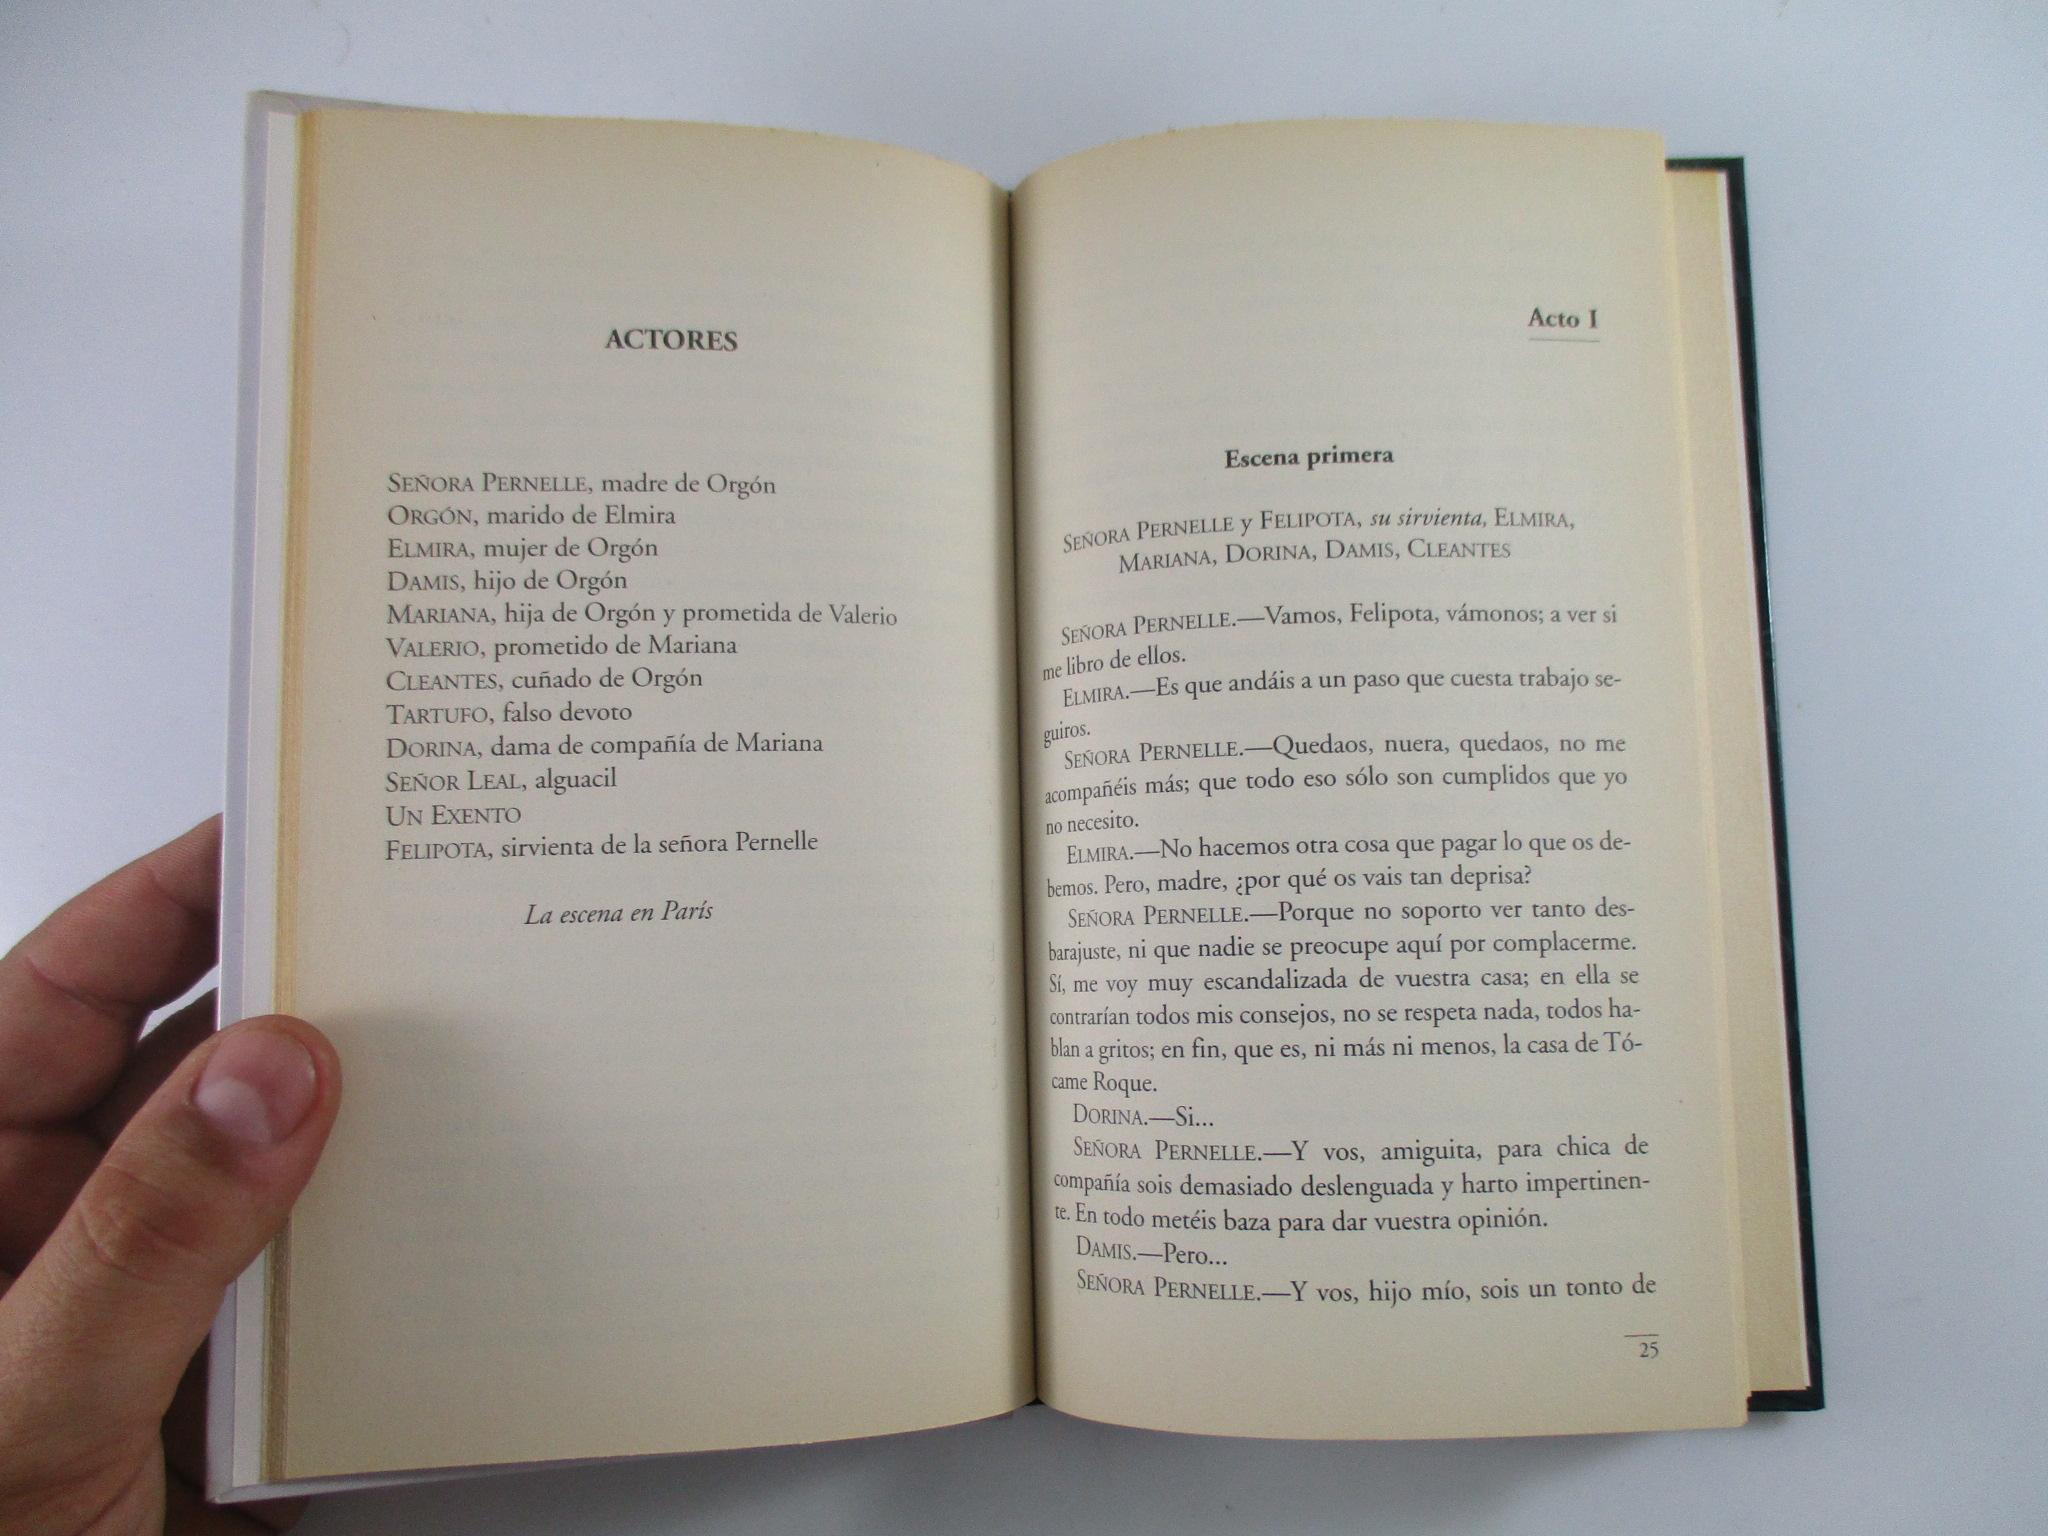 ACTORES
SEÑORA PERNELLE, madre de Orgón
ORGÓN, marido de Elmira
ELMIRA, mujer de Orgón
DAMIS, hijo de Orgón
MARIANA, hija de Orgón y prometida de Valerio
VALERIO, prometido de Mariana
CLEANTES, cuñado de Orgón
TARTUFO, falso devoto
DORINA, dama de compañía de Mariana
SEÑOR LEAL, alguacil
UN EXENTO
FELIPOTA, sirvienta de la señora Pernelle
La escena en París
Acto I
Escena primera
SEÑORA PERNELLE y FELIPOTA, su sirvienta, ELMIRA,
MARIANA, DORINA, DAMIS, CLEANTES
SEÑORA PERNELLE.—Vamos, Felipota, vámonos; a ver si
me libro de ellos.
ELMIRA.—Es que andáis a un paso que cuesta trabajo se-
guiros.
SEÑORA PERNELLE.—Quedaos, nuera, quedaos, no me
acompañéis más; que todo eso sólo son cumplidos que yo
no necesito.
ELMIRA.—No hacemos otra cosa que pagar lo que os de-
bemos. Pero, madre, ¿por qué os vais tan deprisa?
SEÑORA PERNELLE.—Porque no soporto ver tanto des-
barajuste, ni que nadie se preocupe aquí por complacerme.
Sí, me voy muy escandalizada de vuestra casa; en ella se
contrarían todos mis consejos, no se respeta nada, todos ha-
blan a gritos; en fin, que es, ni más ni menos, la casa de Tó-
came Roque.
DORINA.—Si...
SEÑORA PERNELLE.—Y vos, amiguita, para chica de
compañía sois demasiado deslenguada y harto impertinen-
te. En todo metéis baza para dar vuestra opinión.
DAMIS.—Pero...
SEÑORA PERNELLE.—Y vos, hijo mío, sois un tonto de
25